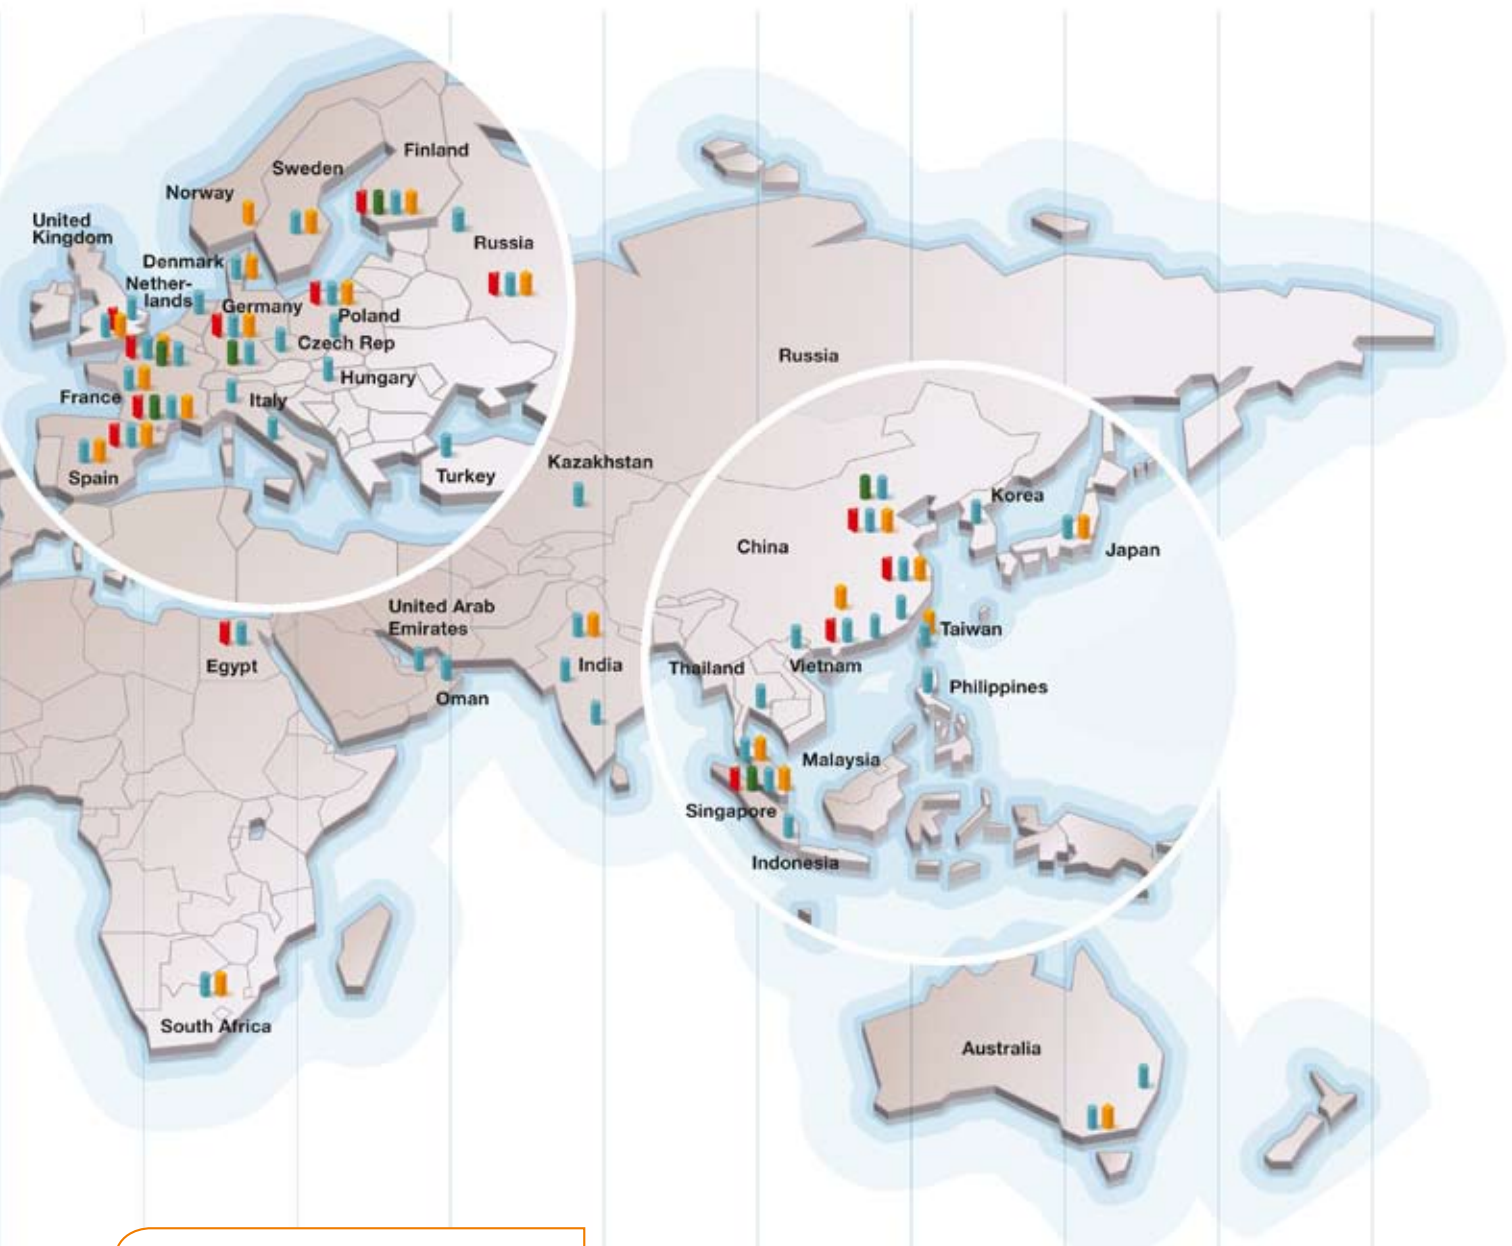 Finland
Sweden
Norway
United
Kingdom
Russia
Denmark
Nether-
lands
Germany
Poland
Czech Rep
Hungary
France
Italy
Spain
Turkey
Russia
Kazakhstan
Korea
China
Japan
United Arab
Emirates
Taiwan
Egypt
India
Thailand
Vietnam
Oman
Philippines
Malaysia
Singapore
Indonesia
South Africa
Australia